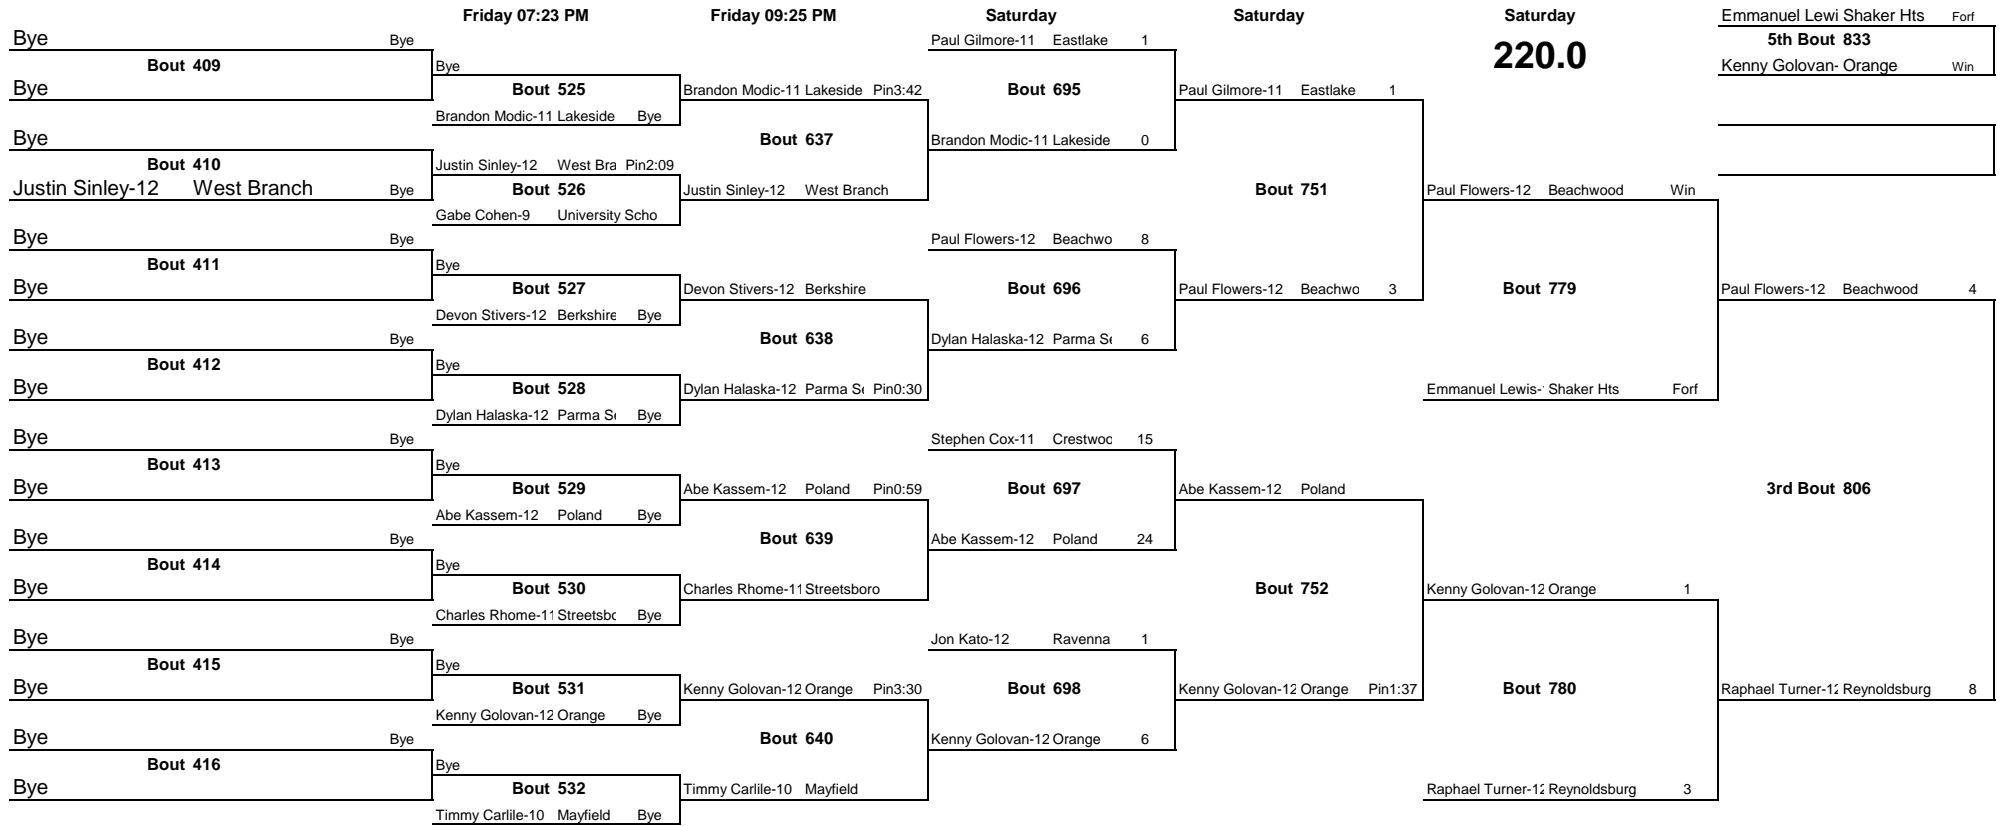 Friday 07:23 PM Friday 09:25 PM Saturday Saturday Saturday Emmanuel Lewi Shaker Hts Forf
Bye Bye Paul Gilmore-11 Eastlake 1 220.0 5th Bout 833
Bout 409 Bye Kenny Golovan- Orange Win
Bye Bout 525 Brandon Modic-11 Lakeside Pin3:42 Bout 695 Paul Gilmore-11 Eastlake 1
Brandon Modic-11 Lakeside Bye
Bye Bout 637 Brandon Modic-11 Lakeside 0
Bout 410 Justin Sinley-12 West Bra Pin2:09
Justin Sinley-12 West Branch Bye Bout 526 Justin Sinley-12 West Branch Bout 751 Paul Flowers-12 Beachwood Win
Gabe Cohen-9 University Scho
Bye Bye Paul Flowers-12 Beachwo 8
Bout 411 Bye
Bye Bout 527 Devon Stivers-12 Berkshire Bout 696 Paul Flowers-12 Beachwo 3 Bout 779 Paul Flowers-12 Beachwood 4
Devon Stivers-12 Berkshire Bye
Bye Bye Bout 638 Dylan Halaska-12 Parma Se 6
Bout 412 Bye
Bye Bout 528 Dylan Halaska-12 Parma Se Pin0:30 Emmanuel Lewis- Shaker Hts Forf
Dylan Halaska-12 Parma Se Bye
Bye Bye Stephen Cox-11 Crestwoo 15
Bout 413 Bye
Bye Bout 529 Abe Kassem-12 Poland Pin0:59 Bout 697 Abe Kassem-12 Poland 3rd Bout 806
Abe Kassem-12 Poland Bye
Bye Bye Bout 639 Abe Kassem-12 Poland 24
Bout 414 Bye
Bye Bout 530 Charles Rhome-11 Streetsboro Bout 752 Kenny Golovan-12 Orange 1
Charles Rhome-11 Streetsbo Bye
Bye Bye Jon Kato-12 Ravenna 1
Bout 415 Bye
Bye Bout 531 Kenny Golovan-12 Orange Pin3:30 Bout 698 Kenny Golovan-12 Orange Pin1:37 Bout 780 Raphael Turner-12 Reynoldsburg 8
Kenny Golovan-12 Orange Bye
Bye Bye Bout 640 Kenny Golovan-12 Orange 6
Bout 416 Bye
Bye Bout 532 Timmy Carlile-10 Mayfield Raphael Turner-12 Reynoldsburg 3
Timmy Carlile-10 Mayfield Bye